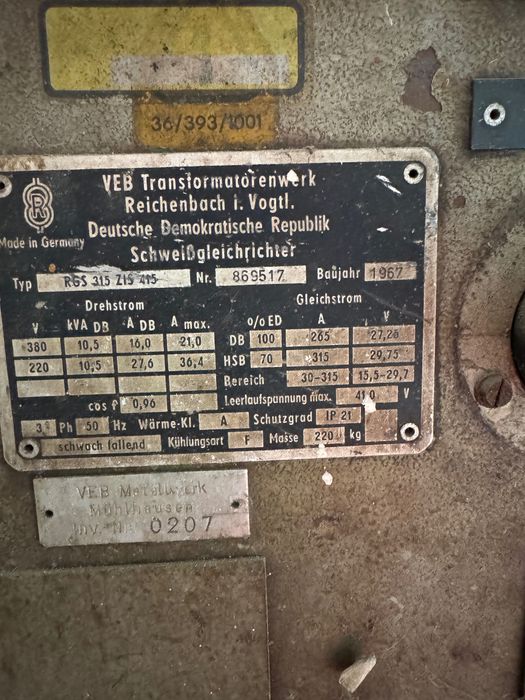 36/393/1001
R
Made in Germany
VEB Transformatorenwerk
Reichenbach i. Vogtl.
Deutsche Demokratische Republik
Schweißgleichrichter
Typ RGS 315 Z1S 415 Nr. 869517 Baujahr 1967
Drehstrom
V kVA DB A DB A max.
380 10,5 16,0 21,0
220 10,5 27,6 36,4
cos φ 0,96
Gleichstrom
% ED A V
DB 100 265 27,26
HSB 70 315 29,75
Bereich 30-315 15,5-29,7
Leerlaufspannung max. 41,0 V
3 Ph 50 Hz Wärme-Kl. A Schutzgrad IP 21
schwach fallend Kühlungsart F Masse 220 kg
VEB Metallwerk
Mühlhausen
Inv. Nr. 0207